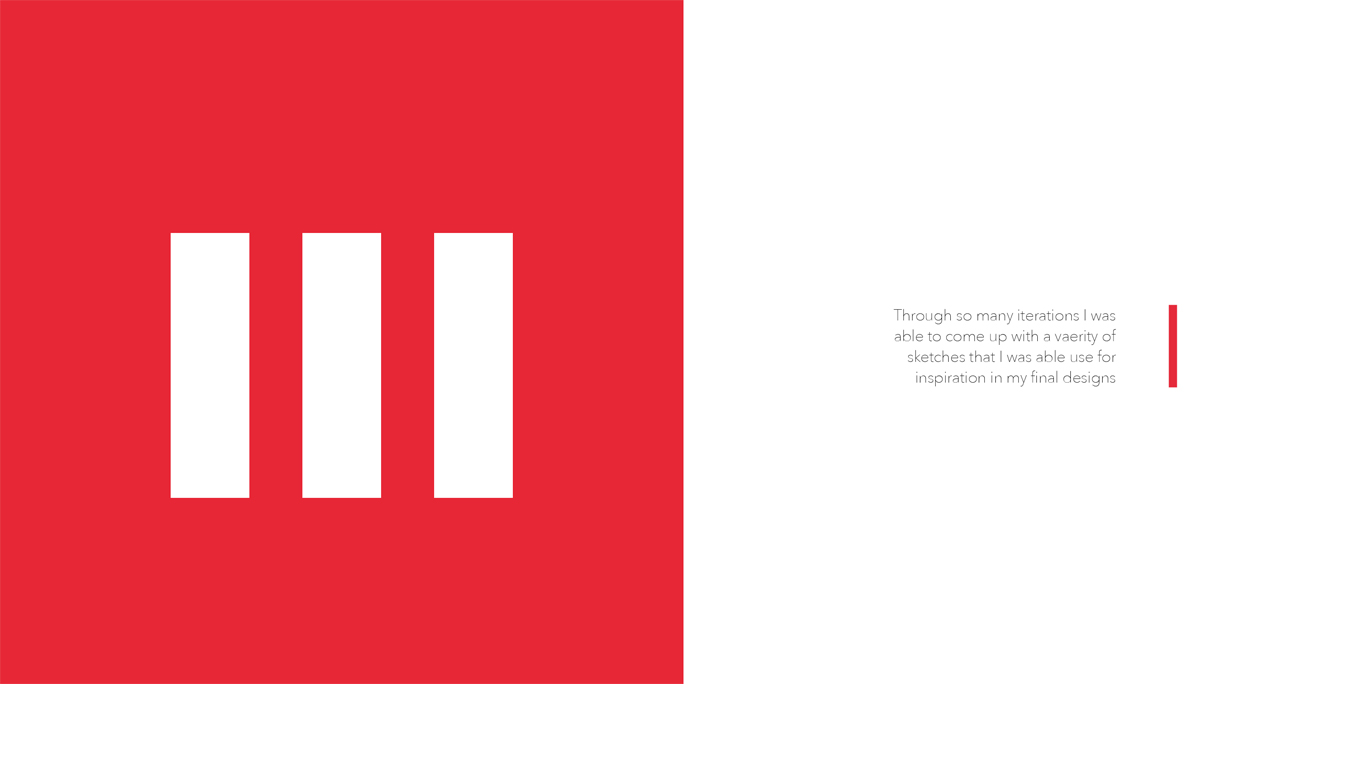 Through so many iterations I was
able to come up with a vaerity of
sketches that I was able use for
inspiration in my final designs